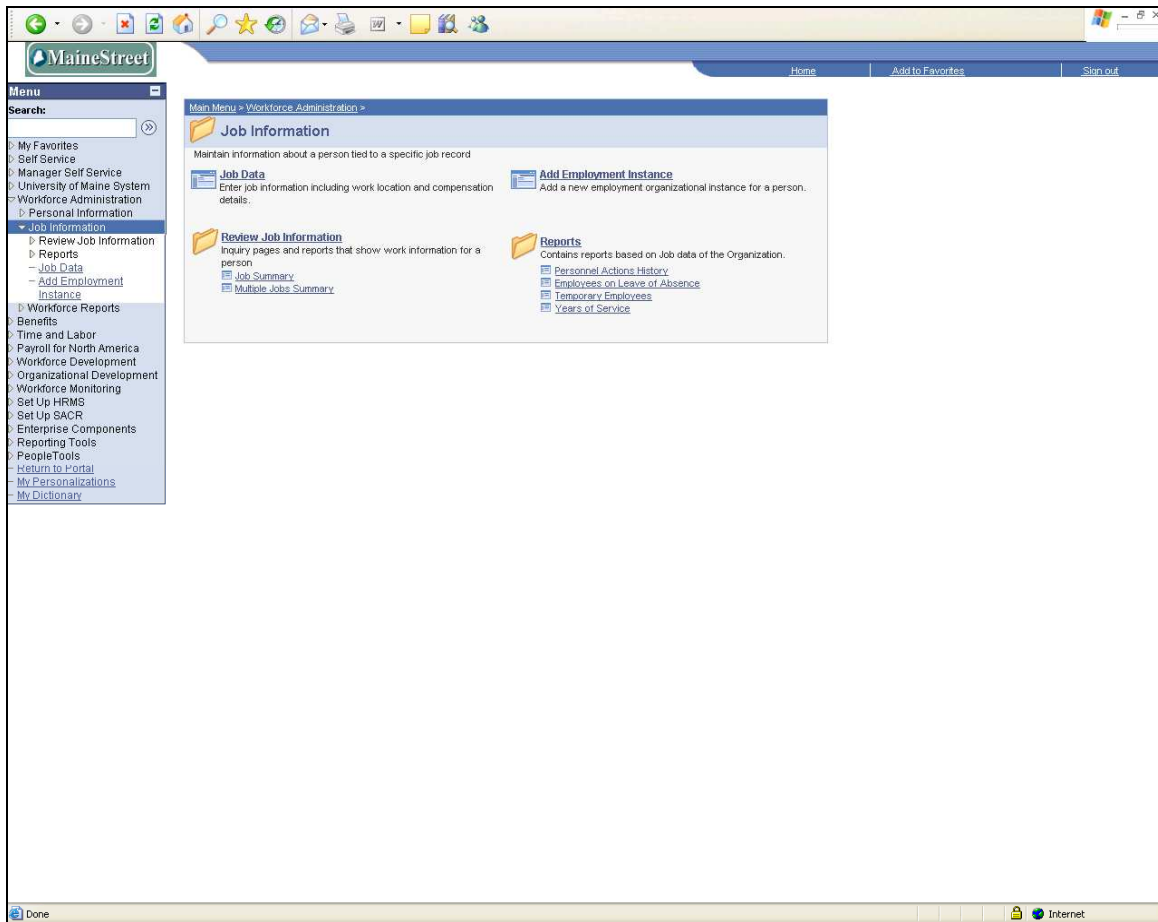 MaineStreet
Home
Add to Favorites
Sign out
Menu
Search:
My Favorites
Self Service
Manager Self Service
University of Maine System
Workforce Administration
Personal Information
Job Information
Review Job Information
Reports
Job Data
Add Employment
Instance
Workforce Reports
Benefits
Time and Labor
Payroll for North America
Workforce Development
Organizational Development
Workforce Monitoring
Set Up HRMS
Set Up SACR
Enterprise Components
Reporting Tools
PeopleTools
Return to Portal
My Personalizations
My Dictionary
Main Menu > Workforce Administration >
Job Information
Maintain information about a person tied to a specific job record
Job Data
Enter job information including work location and compensation
details.
Add Employment Instance
Add a new employment organizational instance for a person.
Review Job Information
Inquiry pages and reports that show work information for a
person
Job Summary
Multiple Jobs Summary
Reports
Contains reports based on Job data of the Organization.
Personnel Actions History
Employees on Leave of Absence
Temporary Employees
Years of Service
Done
Internet